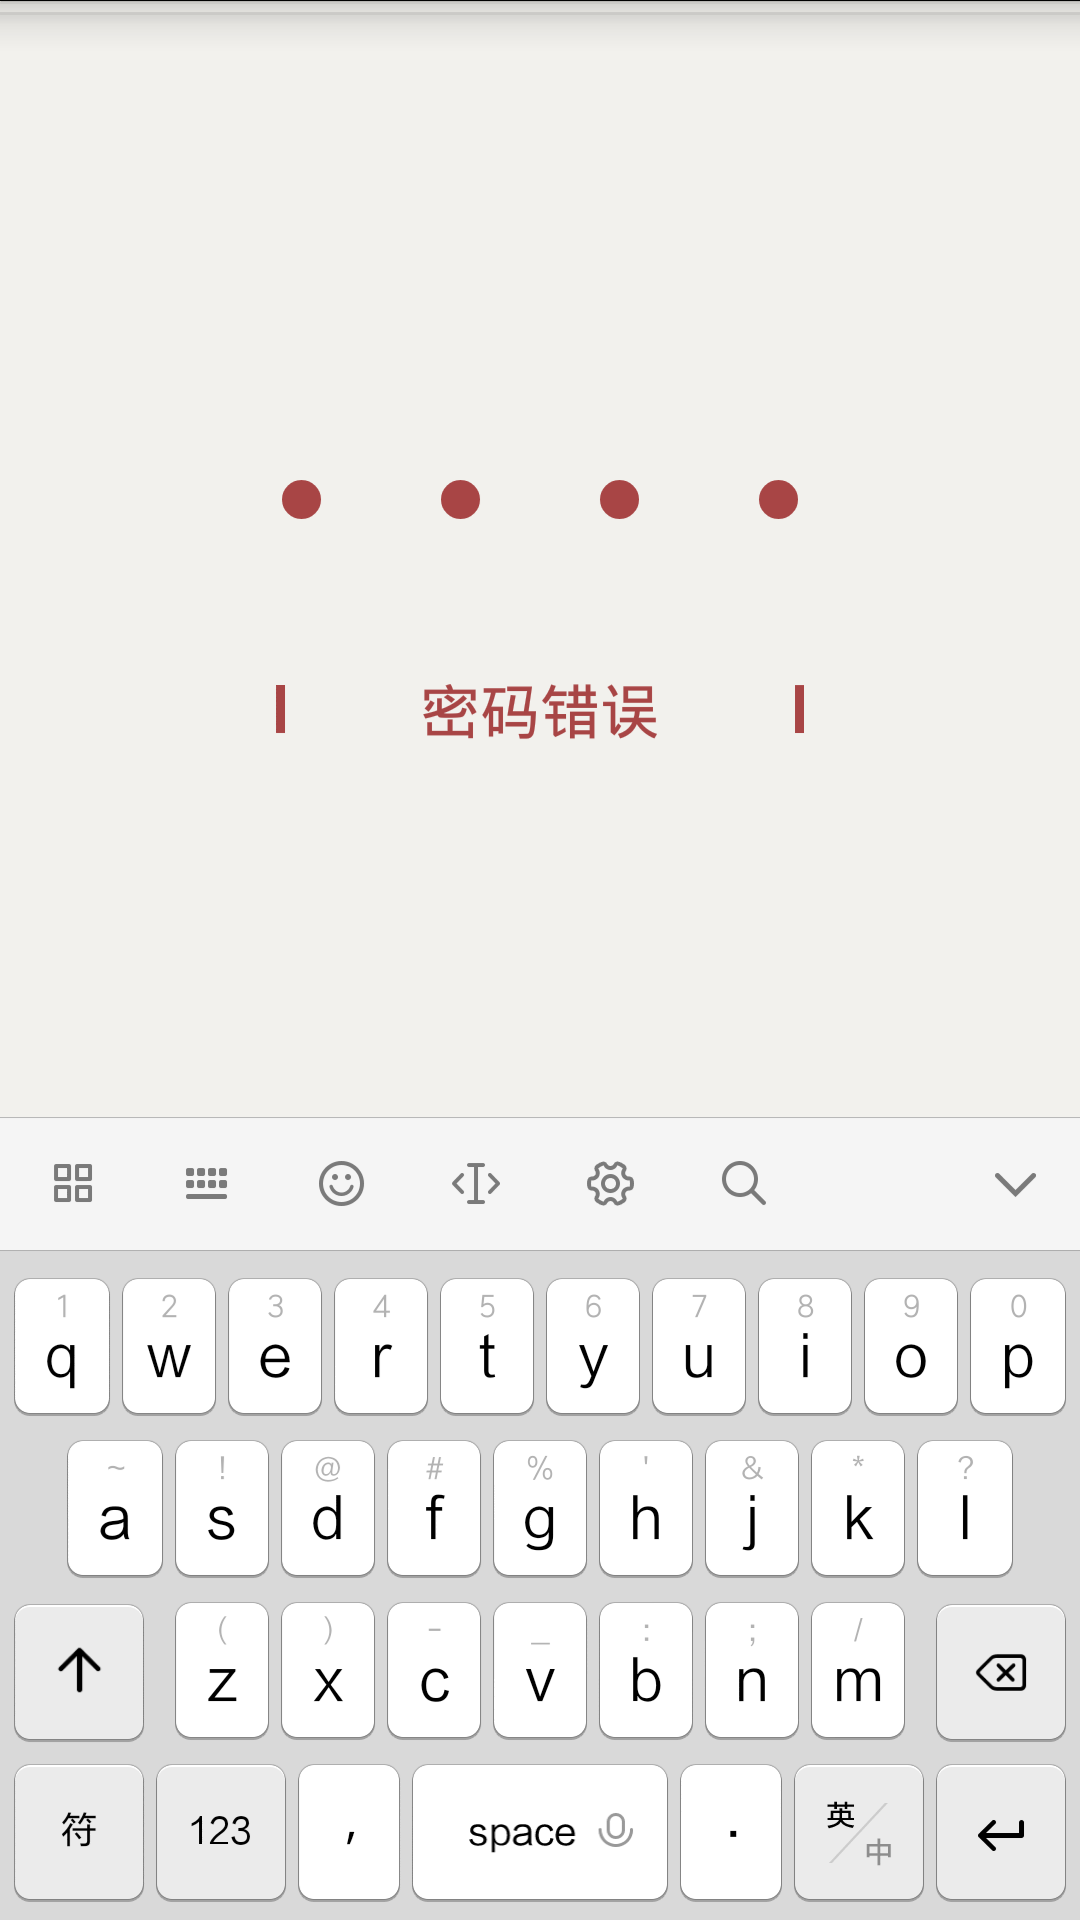 密码错误
1 2 3 4 5 6 7 8 9 0
q w e r t y u i o p
~ ! @ # % ' & * ?
a s d f g h j k l
( ) - _ : ; /
z x c v b n m
符 123 , space . 英/中